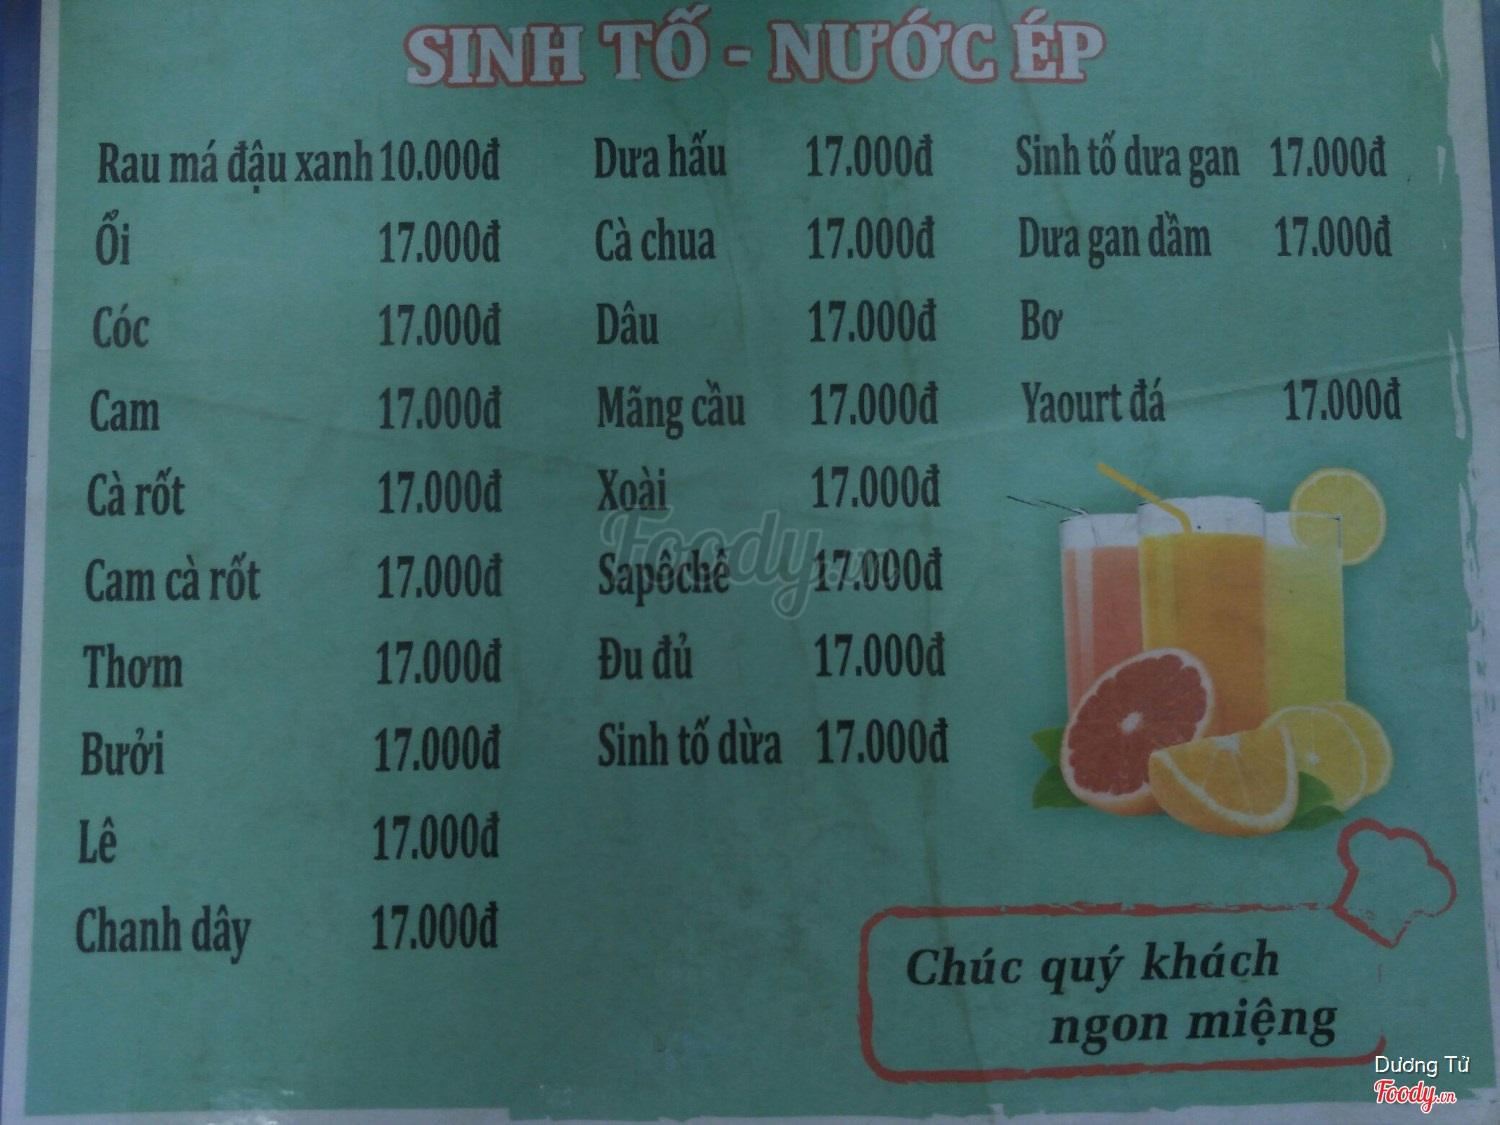 SINH TỐ - NƯỚC ÉP
Rau má đậu xanh 10.000đ
Ổi 17.000đ
Cóc 17.000đ
Cam 17.000đ
Cà rốt 17.000đ
Cam cà rốt 17.000đ
Thơm 17.000đ
Bưởi 17.000đ
Lê 17.000đ
Chanh dây 17.000đ
Dưa hấu 17.000đ
Cà chua 17.000đ
Dâu 17.000đ
Mãng cầu 17.000đ
Xoài 17.000đ
Sapôchê 17.000đ
Đu đủ 17.000đ
Sinh tố dừa 17.000đ
Sinh tố dưa gan 17.000đ
Dưa gan dầm 17.000đ
Bơ
Yaourt đá 17.000đ
Chúc quý khách
ngon miệng
Foody.vn
Dương Tử
Foody.vn